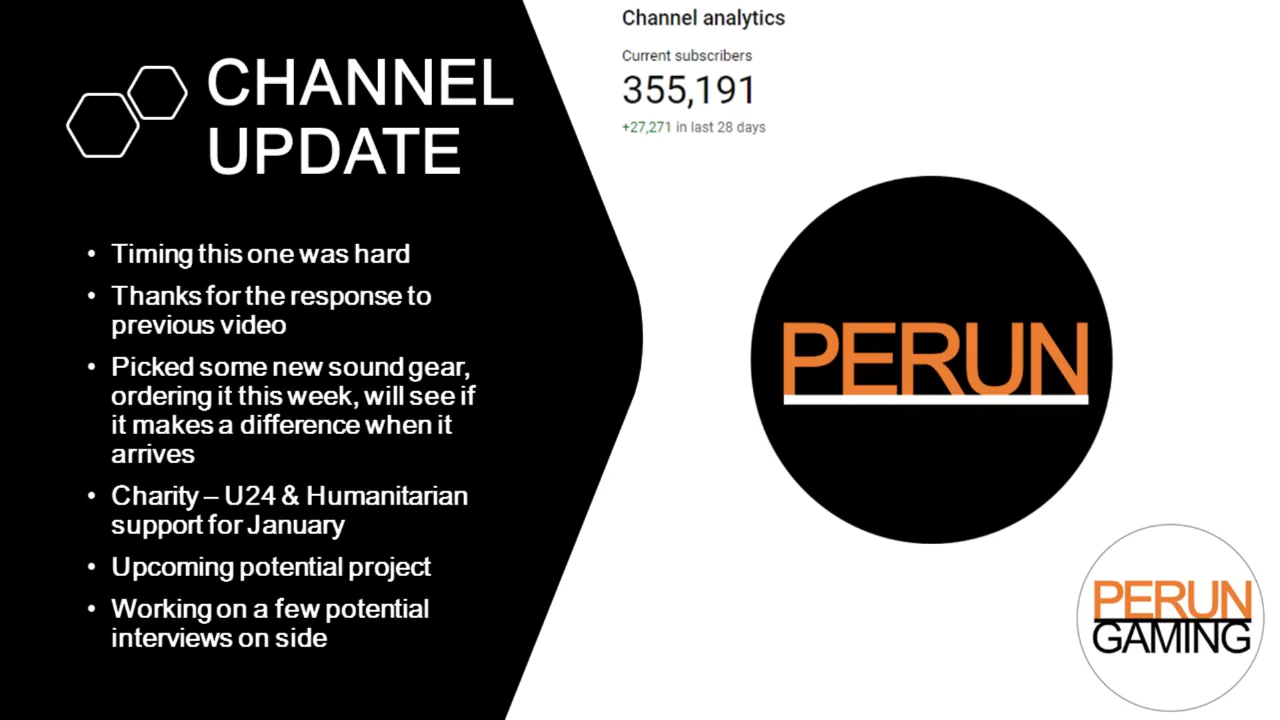 CHANNEL
UPDATE
• Timing this one was hard
• Thanks for the response to
previous video
• Picked some new sound gear,
ordering it this week, will see if
it makes a difference when it
arrives
• Charity – U24 & Humanitarian
support for January
• Upcoming potential project
• Working on a few potential
interviews on side
Channel analytics
Current subscribers
355,191
+27,271 in last 28 days
PERUN
PERUN
GAMING